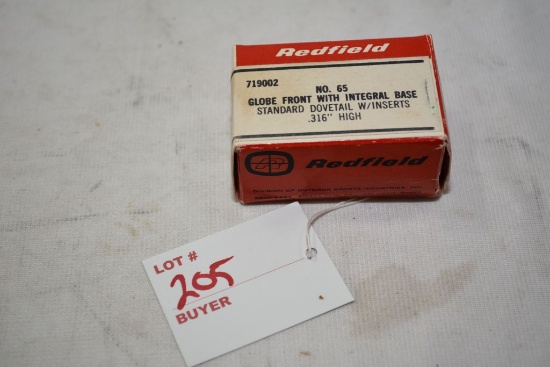 Redfield
719002
NO. 65
GLOBE FRONT WITH INTEGRAL BASE
STANDARD DOVETAIL W/INSERTS
.316" HIGH
Redfield
LOT #
205
BUYER